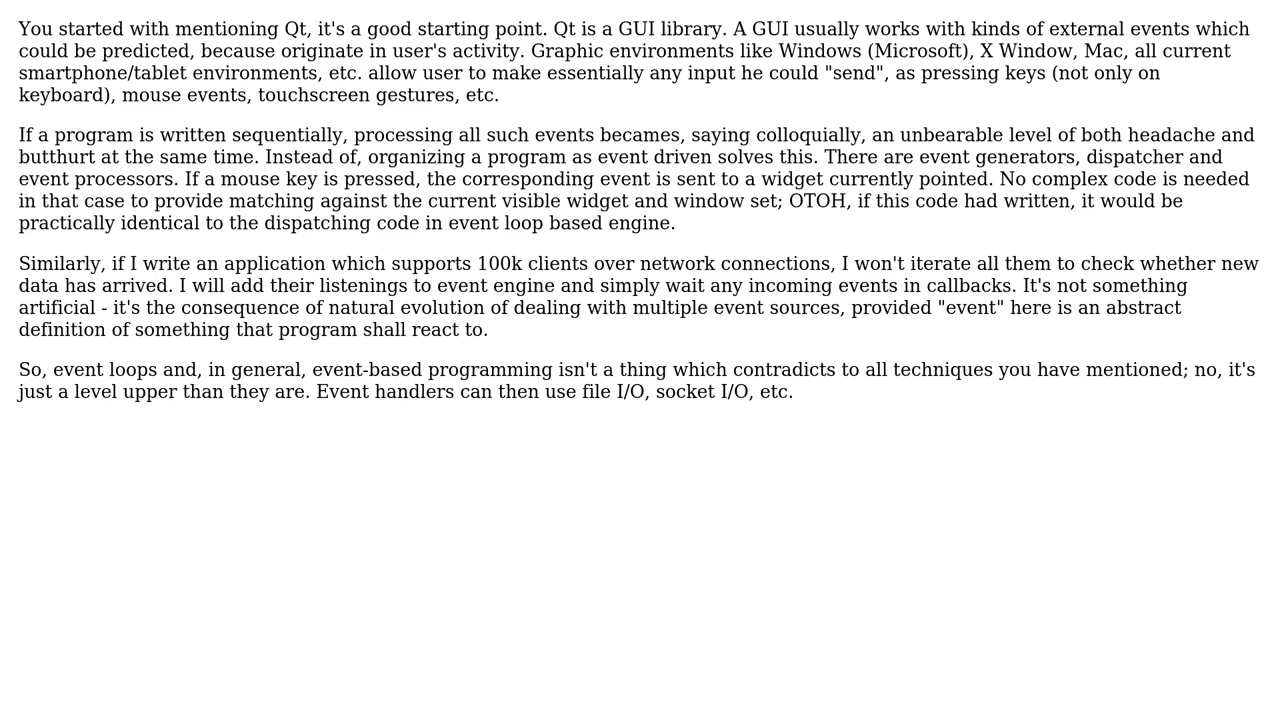 You started with mentioning Qt, it's a good starting point. Qt is a GUI library. A GUI usually works with kinds of external events which
could be predicted, because originate in user's activity. Graphic environments like Windows (Microsoft), X Window, Mac, all current
smartphone/tablet environments, etc. allow user to make essentially any input he could "send", as pressing keys (not only on
keyboard), mouse events, touchscreen gestures, etc.
If a program is written sequentially, processing all such events becames, saying colloquially, an unbearable level of both headache and
butthurt at the same time. Instead of, organizing a program as event driven solves this. There are event generators, dispatcher and
event processors. If a mouse key is pressed, the corresponding event is sent to a widget currently pointed. No complex code is needed
in that case to provide matching against the current visible widget and window set; OTOH, if this code had written, it would be
practically identical to the dispatching code in event loop based engine.
Similarly, if I write an application which supports 100k clients over network connections, I won't iterate all them to check whether new
data has arrived. I will add their listenings to event engine and simply wait any incoming events in callbacks. It's not something
artificial - it's the consequence of natural evolution of dealing with multiple event sources, provided "event" here is an abstract
definition of something that program shall react to.
So, event loops and, in general, event-based programming isn't a thing which contradicts to all techniques you have mentioned; no, it's
just a level upper than they are. Event handlers can then use file I/O, socket I/O, etc.